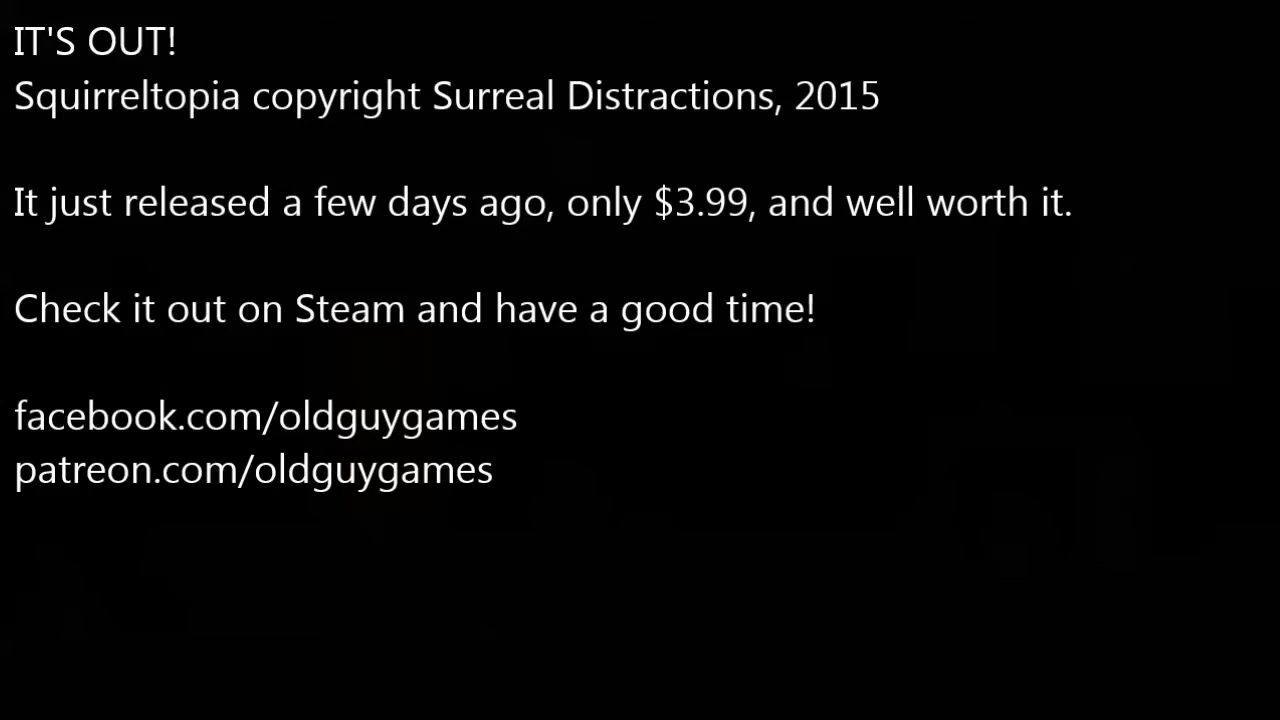 IT'S OUT!
Squirreltopia copyright Surreal Distractions, 2015
It just released a few days ago, only $3.99, and well worth it.
Check it out on Steam and have a good time!
facebook.com/oldguygames
patreon.com/oldguygames